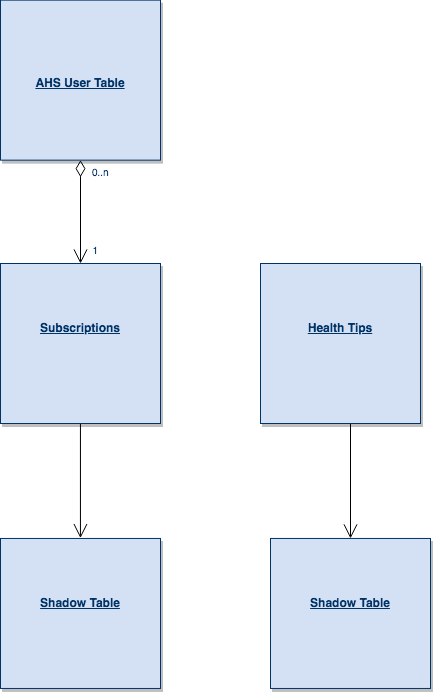 AHS User Table
0..n
1
Subscriptions
Health Tips
Shadow Table
Shadow Table